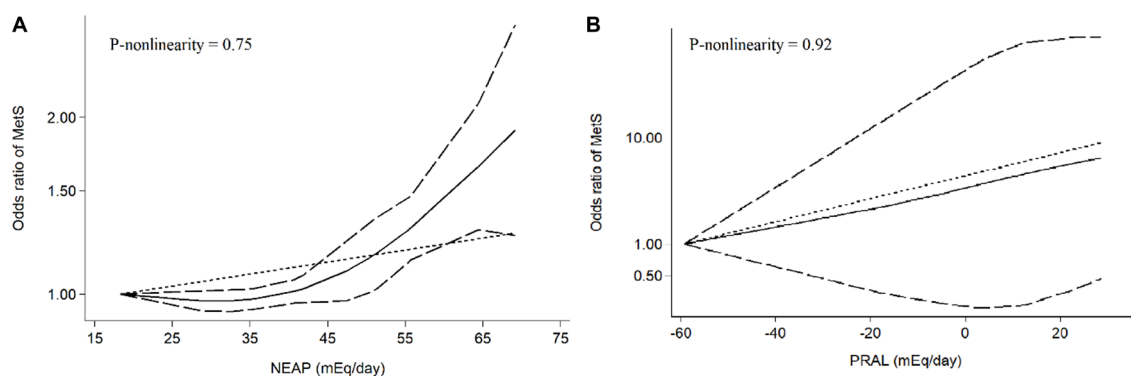 A
P-nonlinearity = 0.75
Odds ratio of MetS
2.00
1.50
1.00
15 25 35 45 55 65 75
NEAP (mEq/day)
B
P-nonlinearity = 0.92
Odds ratio of MetS
10.00
1.00
0.50
-60 -40 -20 0 20
PRAL (mEq/day)